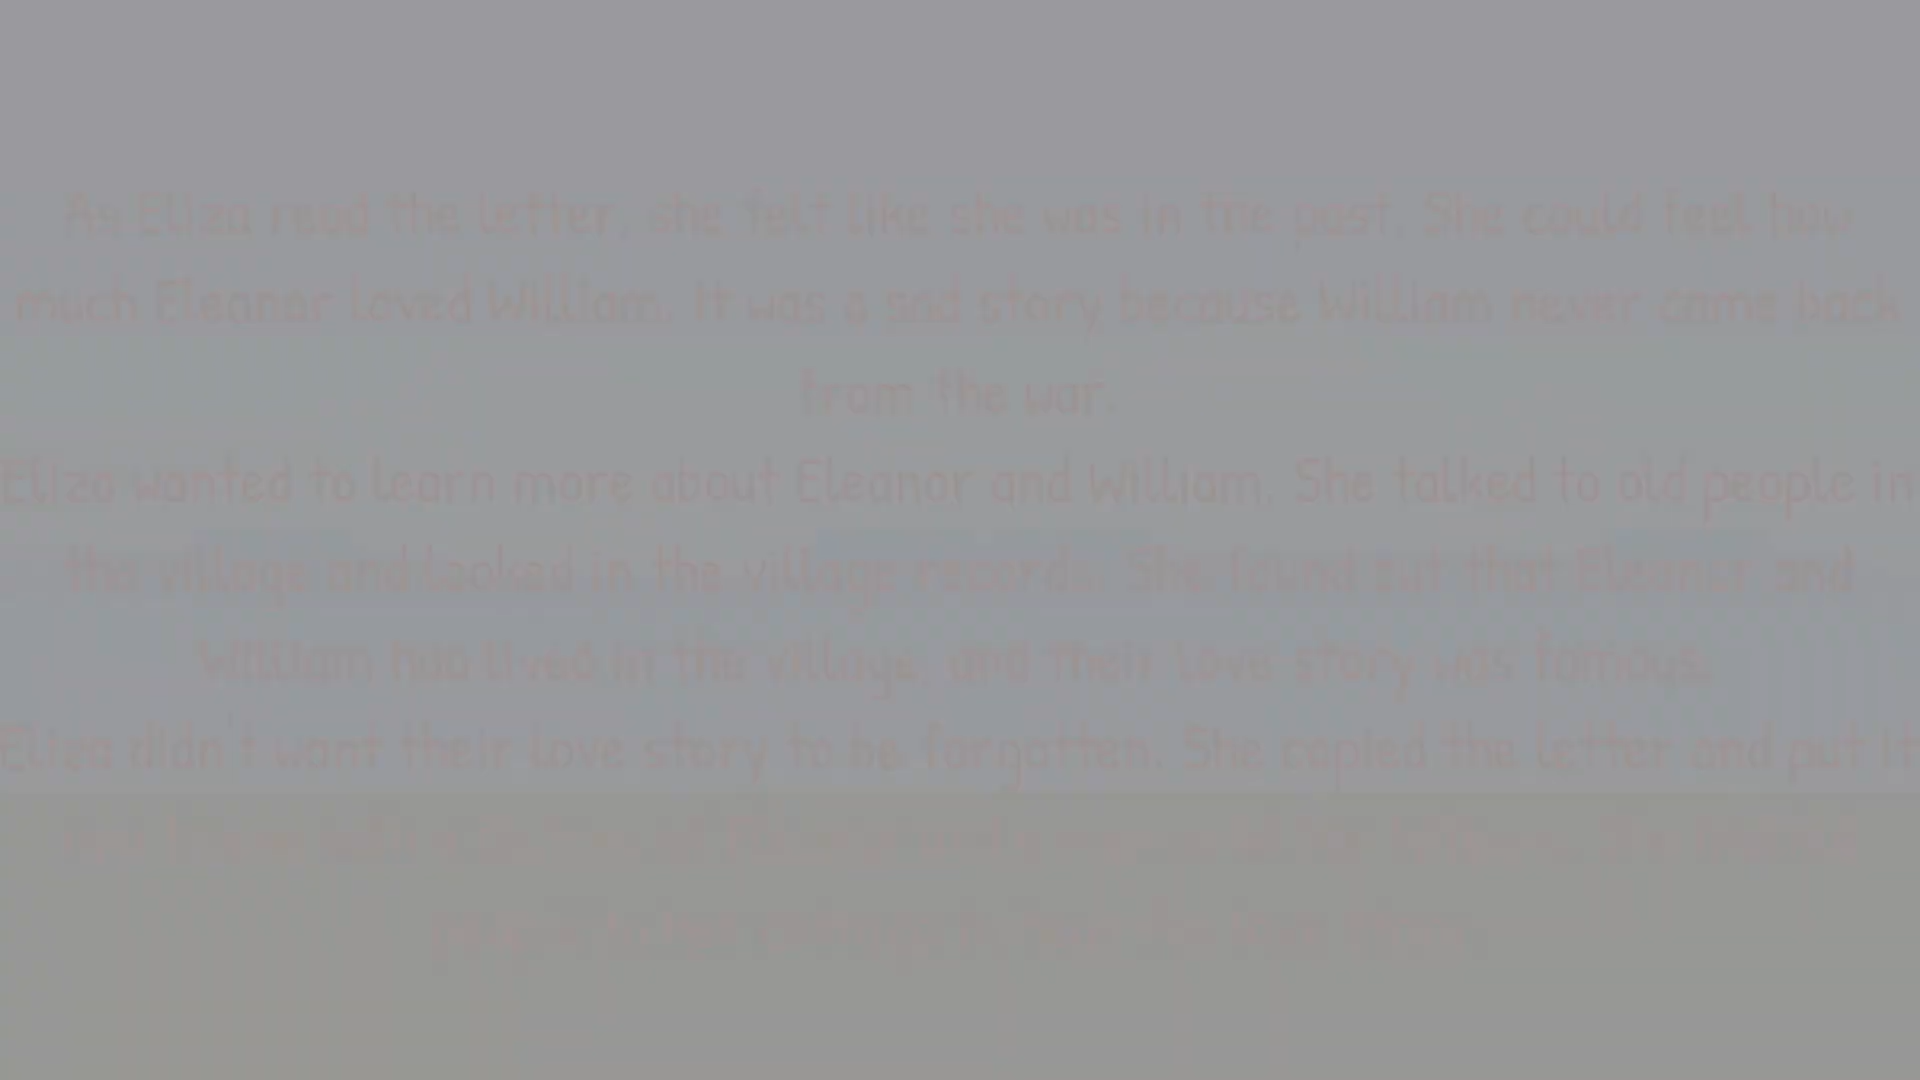 As Eliza read the letter, she felt like she was in the past. She could feel how
much Eleanor loved William. It was a sad story because William never came back
from the war.
Eliza wanted to learn more about Eleanor and William. She talked to old people in
the village and looked in the village records. She found out that Eleanor and
William had lived in the village, and their love story was famous.
Eliza didn't want their love story to be forgotten. She copied the letter and put it